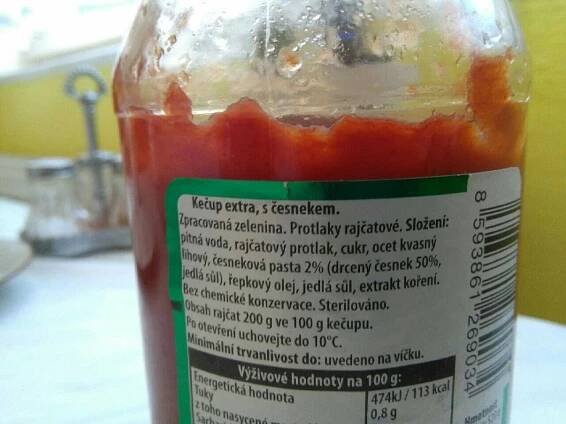 Kečup extra, s česnekem.
Zpracovaná zelenina. Protlaky rajčatové. Složení:
pitná voda, rajčatový protlak, cukr, ocet kvasný
lihový, česneková pasta 2% (drcený česnek 50%,
jedlá sůl), řepkový olej, jedlá sůl, extrakt koření.
Bez chemické konzervace. Sterilováno.
Obsah rajčat 200 g ve 100 g kečupu.
Po otevření uchovejte do 10°C.
Minimální trvanlivost do: uvedeno na víčku.
Výživové hodnoty na 100 g:
Energetická hodnota 474kJ / 113 kcal
Tuky 0,8 g
z toho nasycené
8 593861 269034
Hmotnost